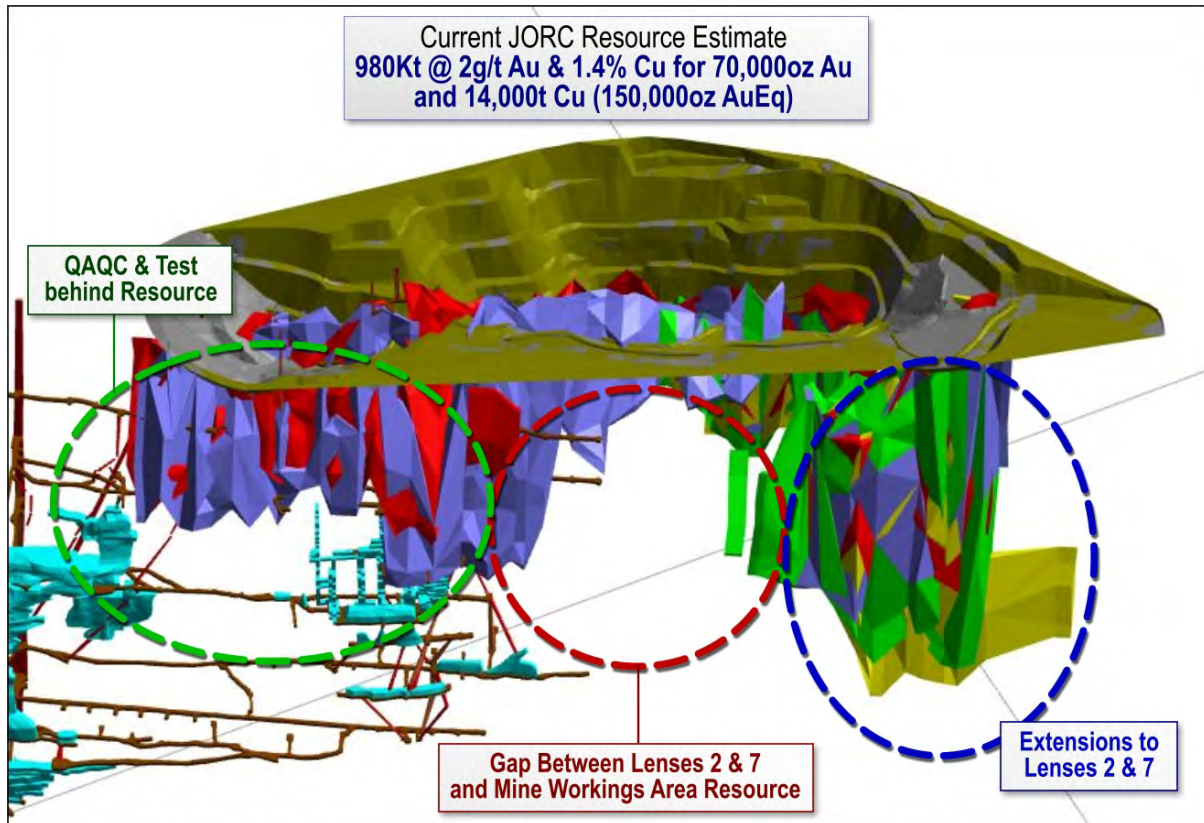 Current JORC Resource Estimate
980Kt @ 2g/t Au & 1.4% Cu for 70,000oz Au
and 14,000t Cu (150,000oz AuEq)
QAQC & Test
behind Resource
Gap Between Lenses 2 & 7
and Mine Workings Area Resource
Extensions to
Lenses 2 & 7